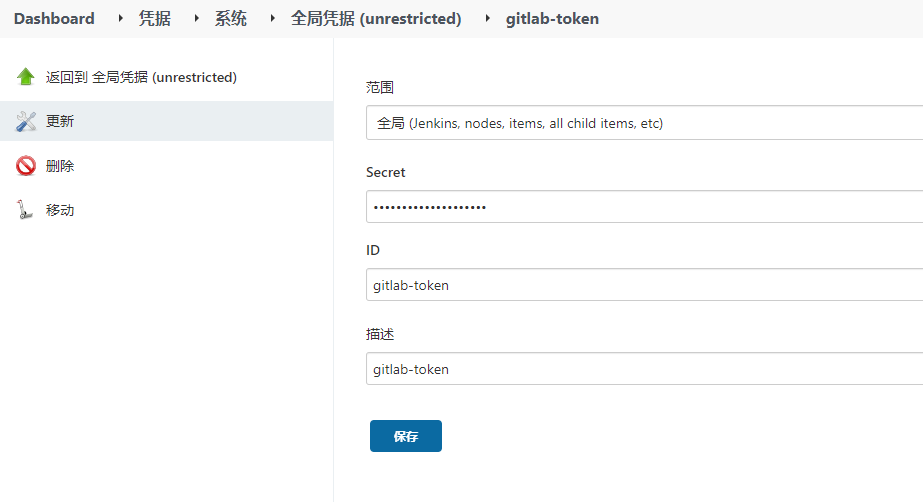 Dashboard 凭据 系统 全局凭据 (unrestricted) gitlab-token
返回到 全局凭据 (unrestricted)
更新
删除
移动
范围
全局 (Jenkins, nodes, items, all child items, etc)
Secret
••••••••••••••••••••
ID
gitlab-token
描述
gitlab-token
保存